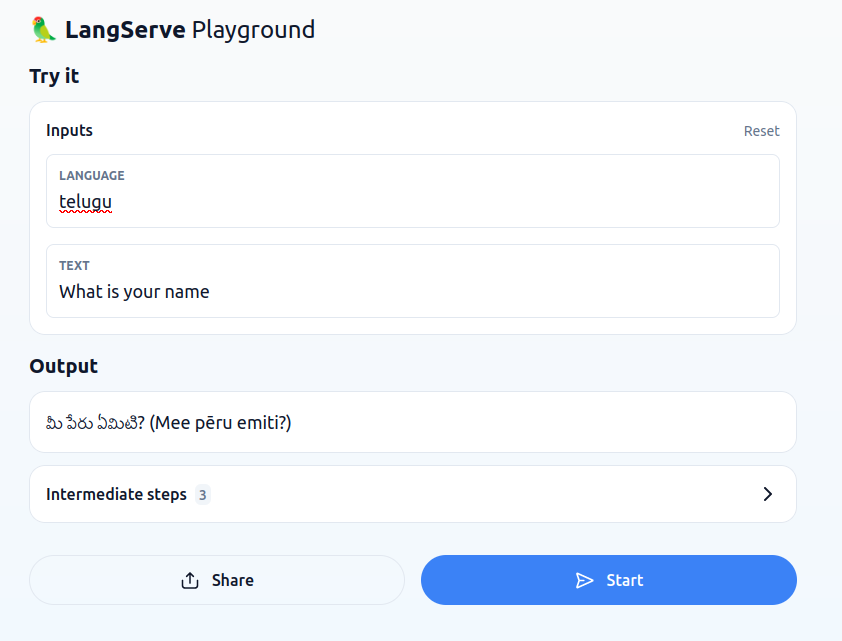 LangServe Playground
Try it
Inputs
Reset
LANGUAGE
telugu
TEXT
What is your name
Output
మీ పేరు ఏమిటి? (Mee pēru emiti?)
Intermediate steps 3
Share
Start